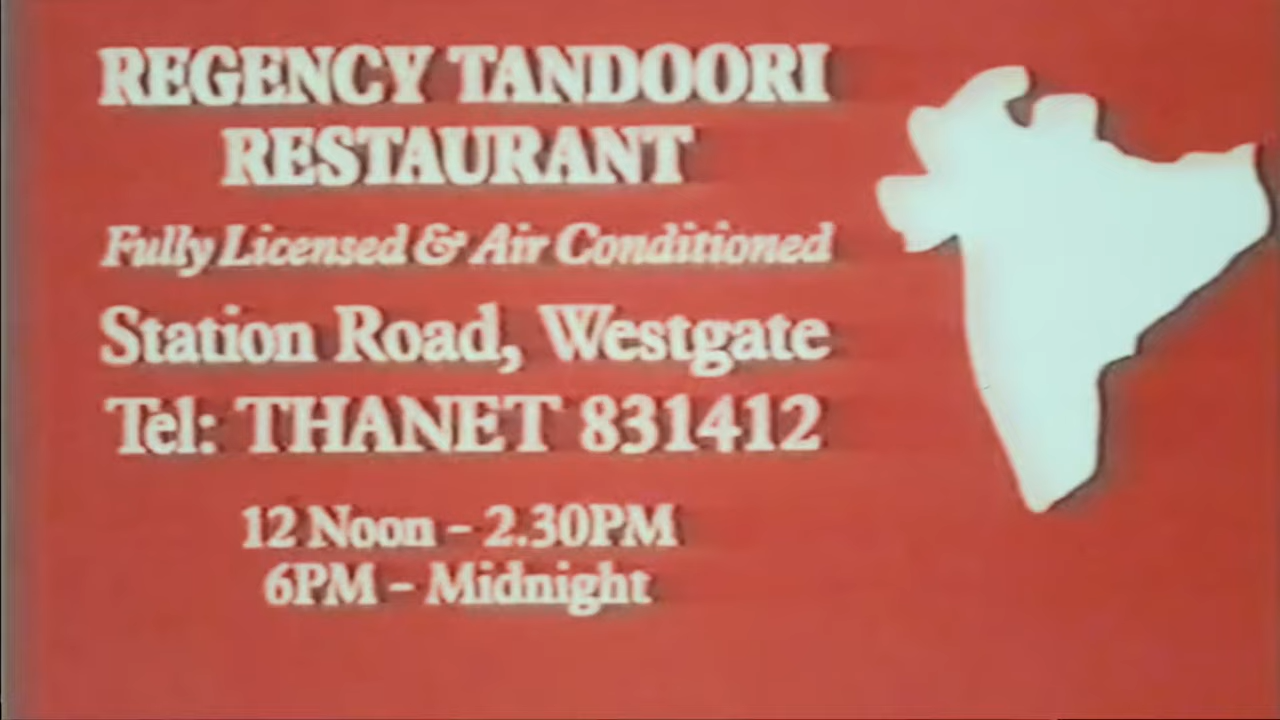 REGENCY TANDOORI
RESTAURANT
Fully Licensed & Air Conditioned
Station Road, Westgate
Tel: THANET 831412
12 Noon - 2.30PM
6PM - Midnight